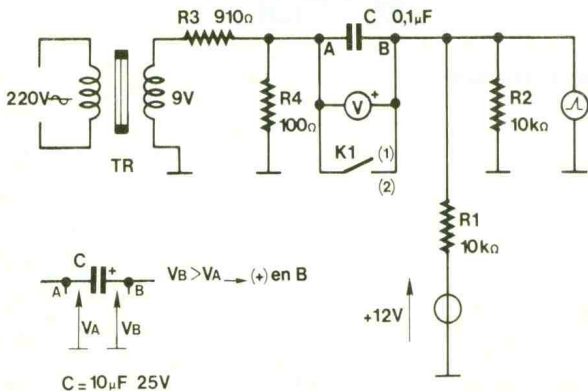 R3 910Ω
C 0,1µF
A B
220V
9V
R4
100Ω
V +
R2
10kΩ
TR
K1 (1)
(2)
R1
10kΩ
C +
A B
VB > VA → (+) en B
VA VB
+12V
C = 10µF 25V